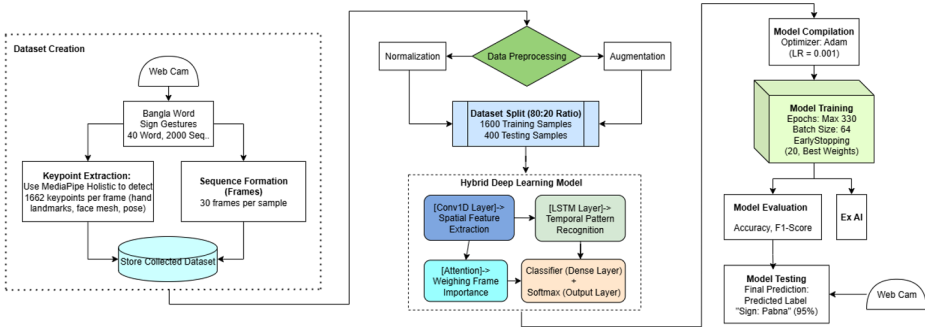 Dataset Creation
Web Cam
Bangla Word
Sign Gestures
40 Word, 2000 Seq..
Keypoint Extraction:
Use MediaPipe Holistic to detect
1662 keypoints per frame (hand
landmarks, face mesh, pose)
Sequence Formation
(Frames)
30 frames per sample
Store Collected Dataset
Normalization
Data Preprocessing
Augmentation
Dataset Split (80:20 Ratio)
1600 Training Samples
400 Testing Samples
Hybrid Deep Learning Model
[Conv1D Layer]->
Spatial Feature
Extraction
[LSTM Layer]->
Temporal Pattern
Recognition
[Attention]->
Weighing Frame
Importance
Classifier (Dense Layer)
+
Softmax (Output Layer)
Model Compilation
Optimizer: Adam
(LR = 0.001)
Model Training
Epochs: Max 330
Batch Size: 64
EarlyStopping
(20, Best Weights)
Model Evaluation
Accuracy, F1-Score
Ex AI
Model Testing
Final Prediction:
Predicted Label
"Sign: Pabna" (95%)
Web Cam